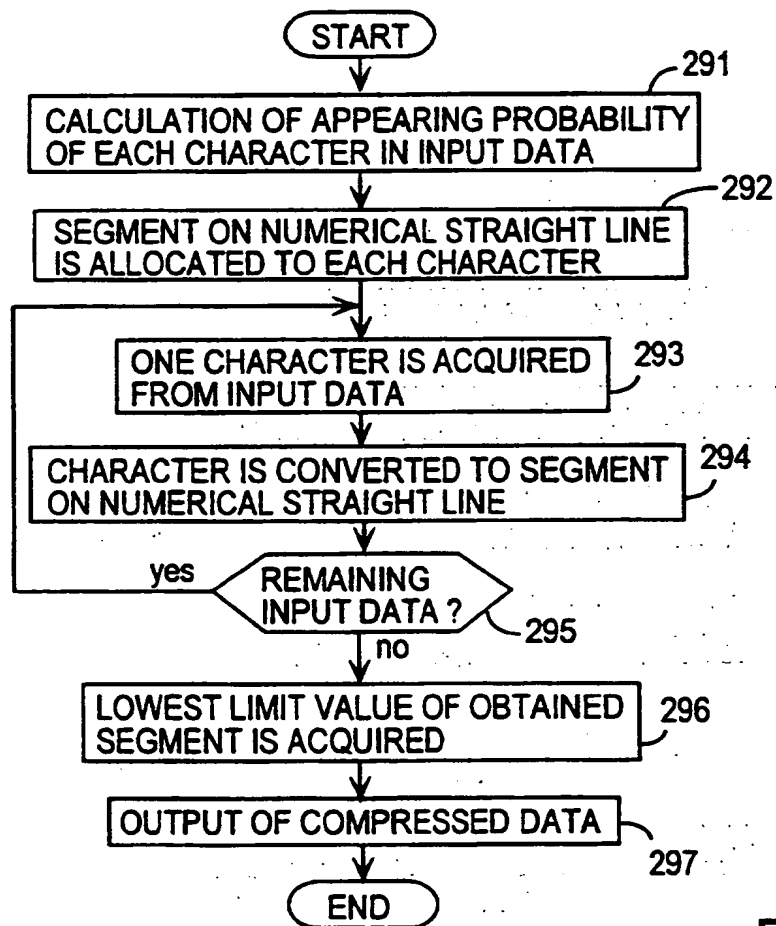 START
291
CALCULATION OF APPEARING PROBABILITY
OF EACH CHARACTER IN INPUT DATA
292
SEGMENT ON NUMERICAL STRAIGHT LINE
IS ALLOCATED TO EACH CHARACTER
ONE CHARACTER IS ACQUIRED
FROM INPUT DATA
293
CHARACTER IS CONVERTED TO SEGMENT
ON NUMERICAL STRAIGHT LINE
294
yes
REMAINING
INPUT DATA ?
295
no
LOWEST LIMIT VALUE OF OBTAINED
SEGMENT IS ACQUIRED
296
OUTPUT OF COMPRESSED DATA
297
END